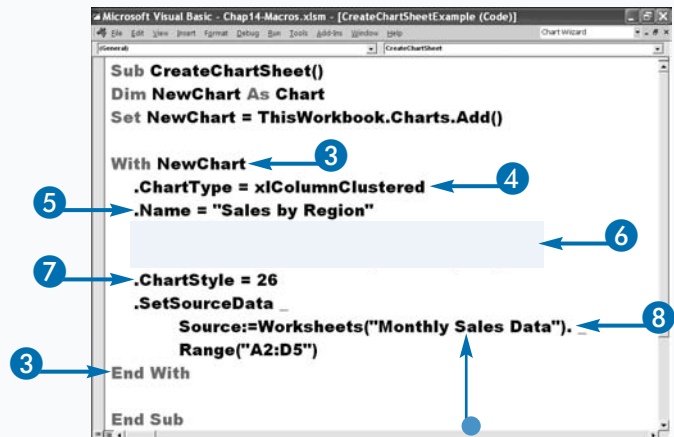 Microsoft Visual Basic - Chap14-Macros.xlsm - [CreateChartSheetExample (Code)]
File Edit View Insert Format Debug Run Tools Add-Ins Window Help
Chart Wizard
(General)
CreateChartSheet
Sub CreateChartSheet()
Dim NewChart As Chart
Set NewChart = ThisWorkbook.Charts.Add()
With NewChart
3
.ChartType = xlColumnClustered
4
5
.Name = "Sales by Region"
6
7
.ChartStyle = 26
.SetSourceData _
Source:=Worksheets("Monthly Sales Data"). _
8
Range("A2:D5")
3
End With
End Sub